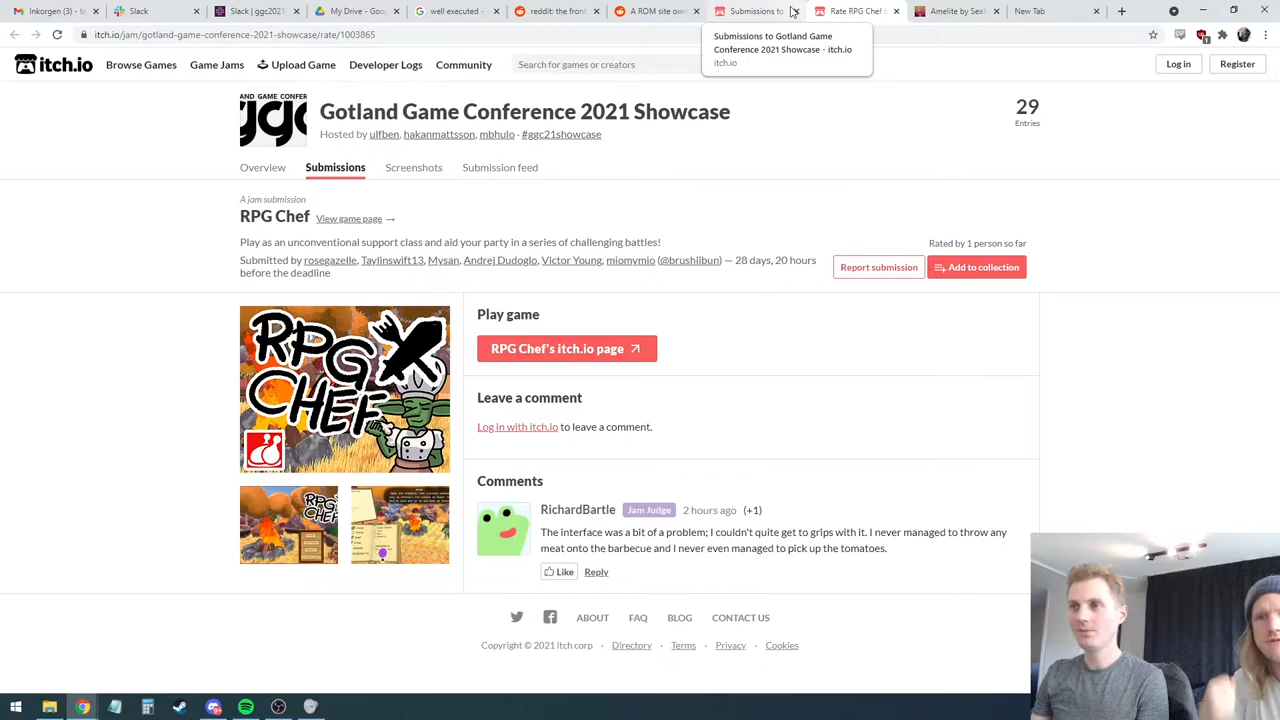 Inkorgen (3) -
Slack
ggc2021
My Drive - Goo
well executed -
reddit: the fron
A ROM site de
Submissions to
Rate RPG Chef
Amelie by Seali
New Tab
itch.io/jam/gotland-game-conference-2021-showcase/rate/1003865
Submissions to Gotland Game
Conference 2021 Showcase - itch.io
itch.io
itch.io
Browse Games
Game Jams
Upload Game
Developer Logs
Community
Search for games or creators
Log in
Register
Gotland Game Conference 2021 Showcase
Hosted by ulfben, hakanmattsson, mbhulo · #ggc21showcase
29
Entries
Overview
Submissions
Screenshots
Submission feed
A jam submission
RPG Chef
View game page →
Play as an unconventional support class and aid your party in a series of challenging battles!
Submitted by rosegazelle, Taylinswift13, Mysan, Andrej Dudoglo, Victor Young, miomymio (@brushiibun) — 28 days, 20 hours
before the deadline
Rated by 1 person so far
Report submission
Add to collection
RPG
CHEF
Play game
RPG Chef's itch.io page
Leave a comment
Log in with itch.io to leave a comment.
Comments
RichardBartle
Jam Judge
2 hours ago
(+1)
The interface was a bit of a problem; I couldn't quite get to grips with it. I never managed to throw any
meat onto the barbecue and I never even managed to pick up the tomatoes.
Like
Reply
ABOUT
FAQ
BLOG
CONTACT US
Copyright © 2021 itch corp · Directory · Terms · Privacy · Cookies